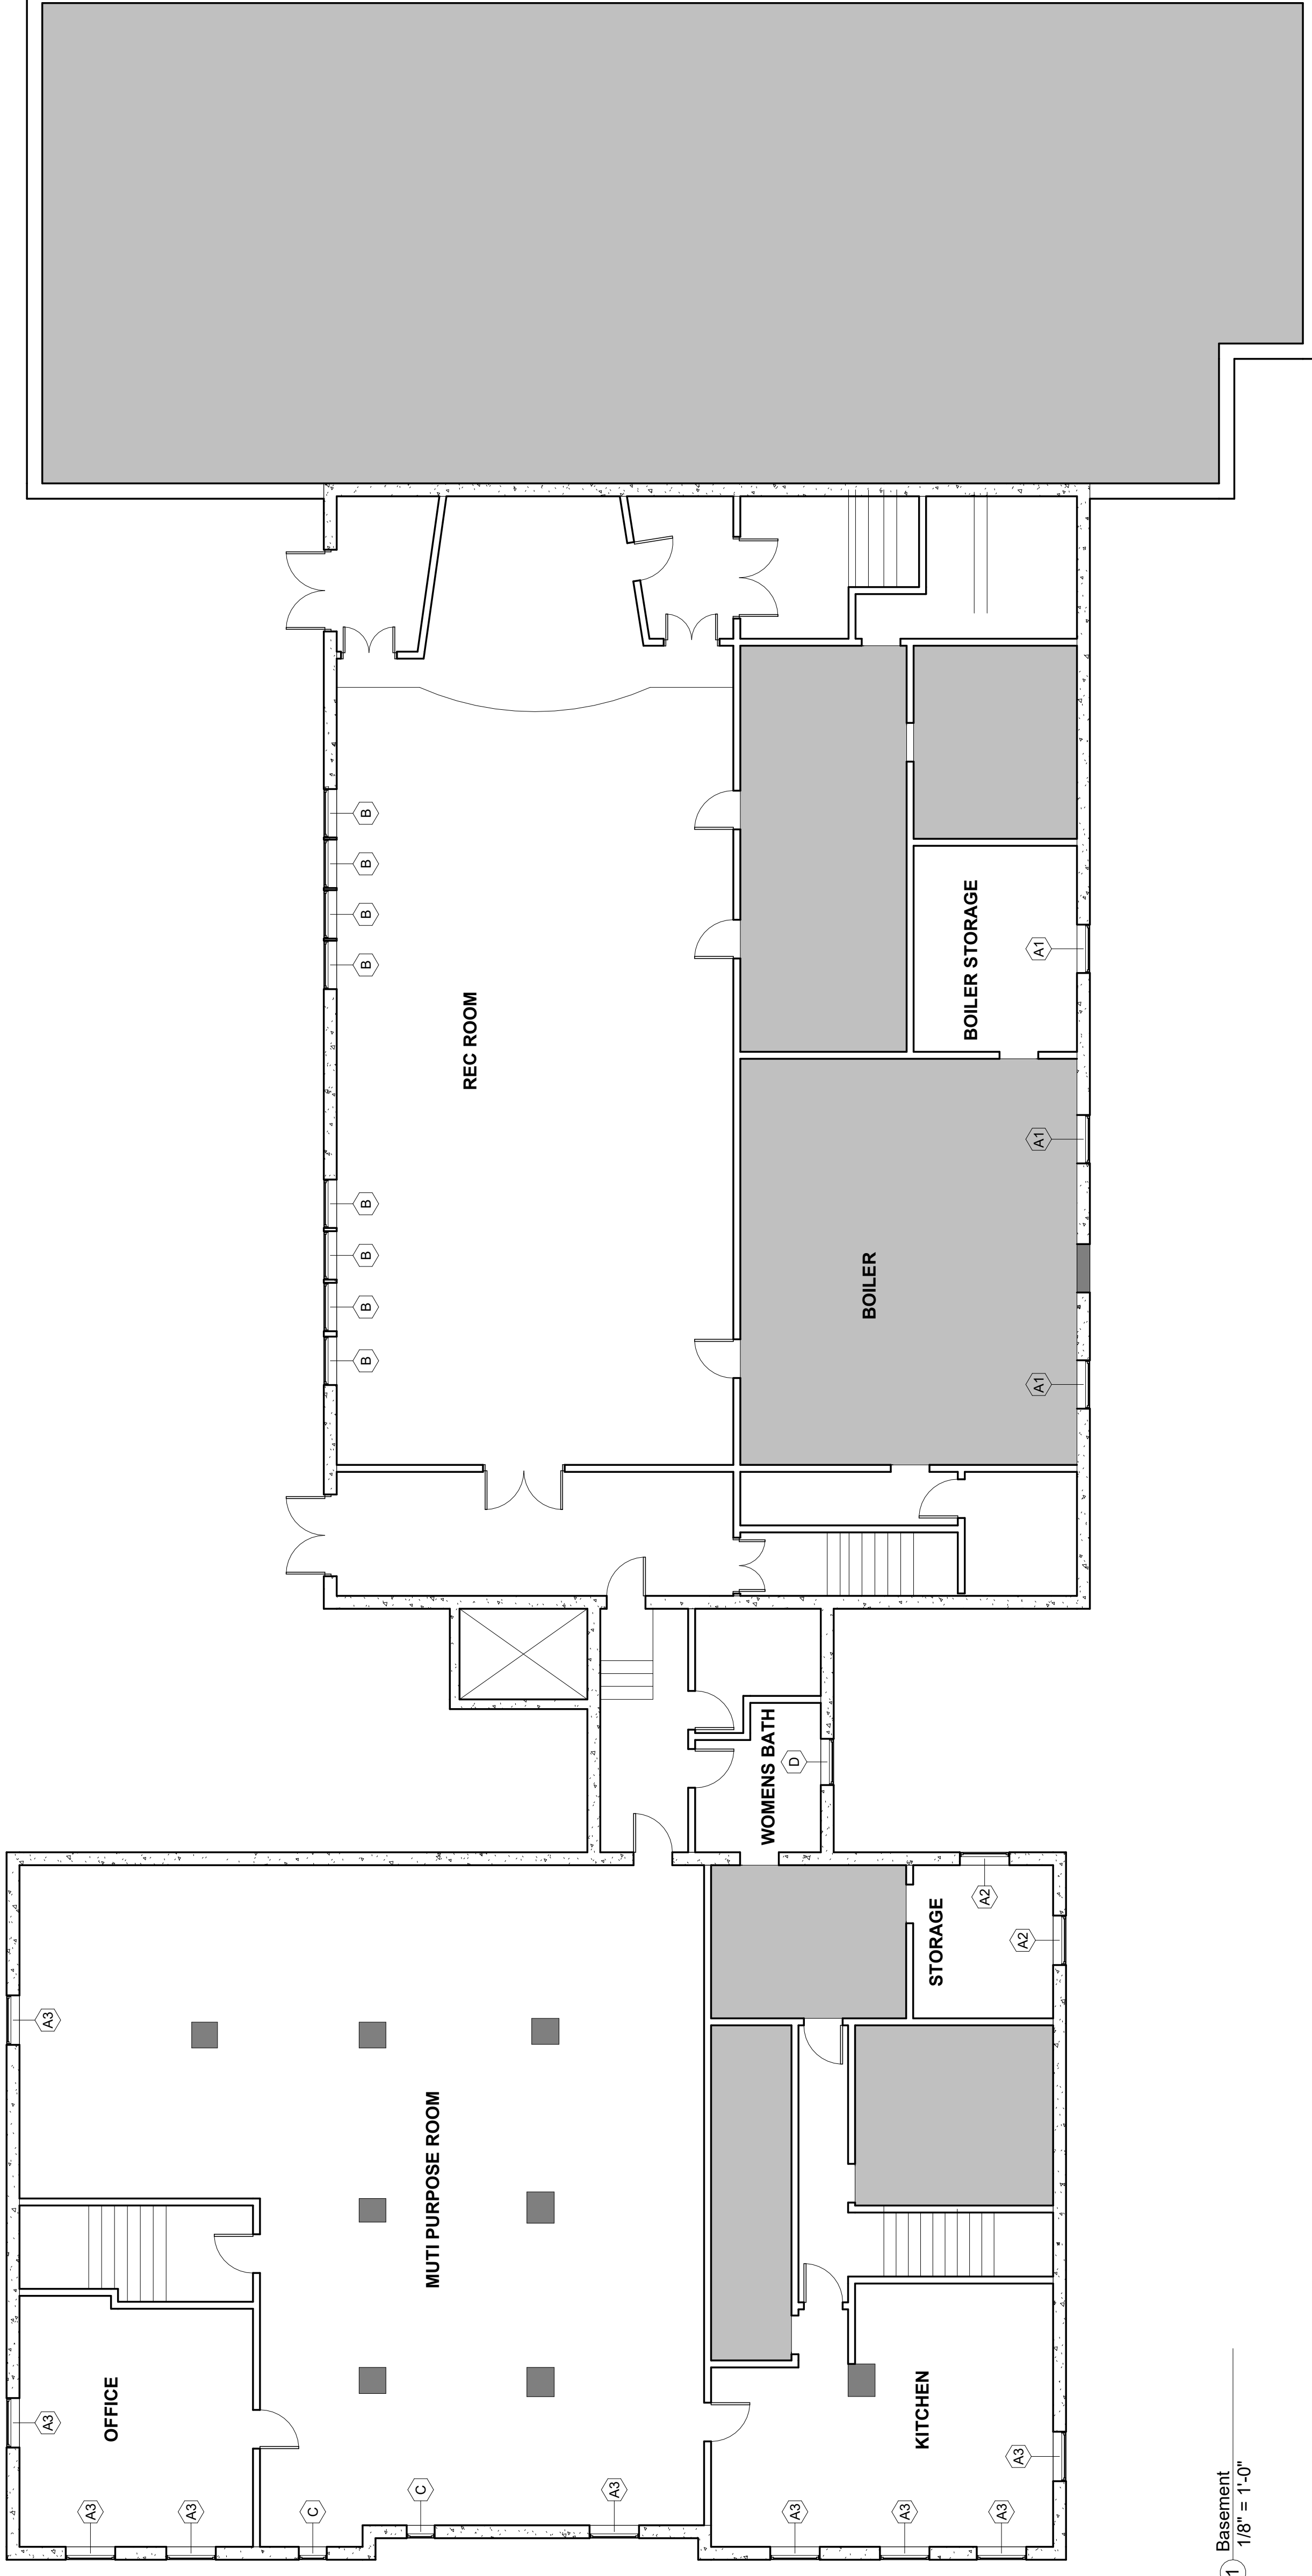 A3
A3
A3
OFFICE
A3
C
B
B
B
B
B
B
B
B
C
MUTI PURPOSE ROOM
REC ROOM
A3
WOMENS BATH
A3
D
BOILER
A3
KITCHEN
STORAGE
BOILER STORAGE
A2
A3
A3
A2
A1
A1
A1
1 Basement
1/8" = 1'-0"